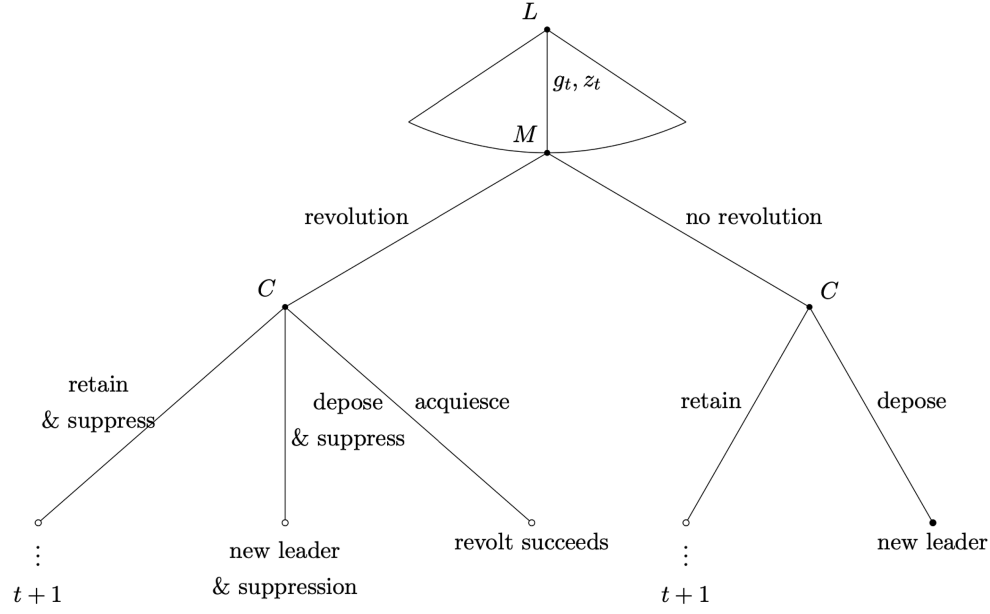 L
g_t, z_t
M
revolution
no revolution
C
C
retain
& suppress
depose
& suppress
acquiesce
retain
depose
⋮
t + 1
new leader
& suppression
revolt succeeds
⋮
t + 1
new leader